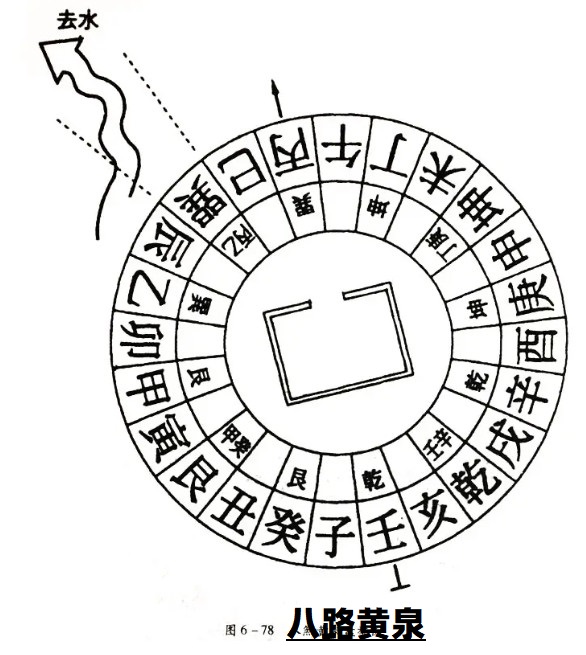 去水
丙 午 丁 未 坤 申 庚 酉 辛 戌 乾 亥 壬 子 癸 丑 艮 寅 甲 卯 乙 辰 巽 巳
巽 坤 丁庚 坤 乾 壬辛 乾 艮 甲癸 艮 巽 丙乙
图 6-78 八路黄泉